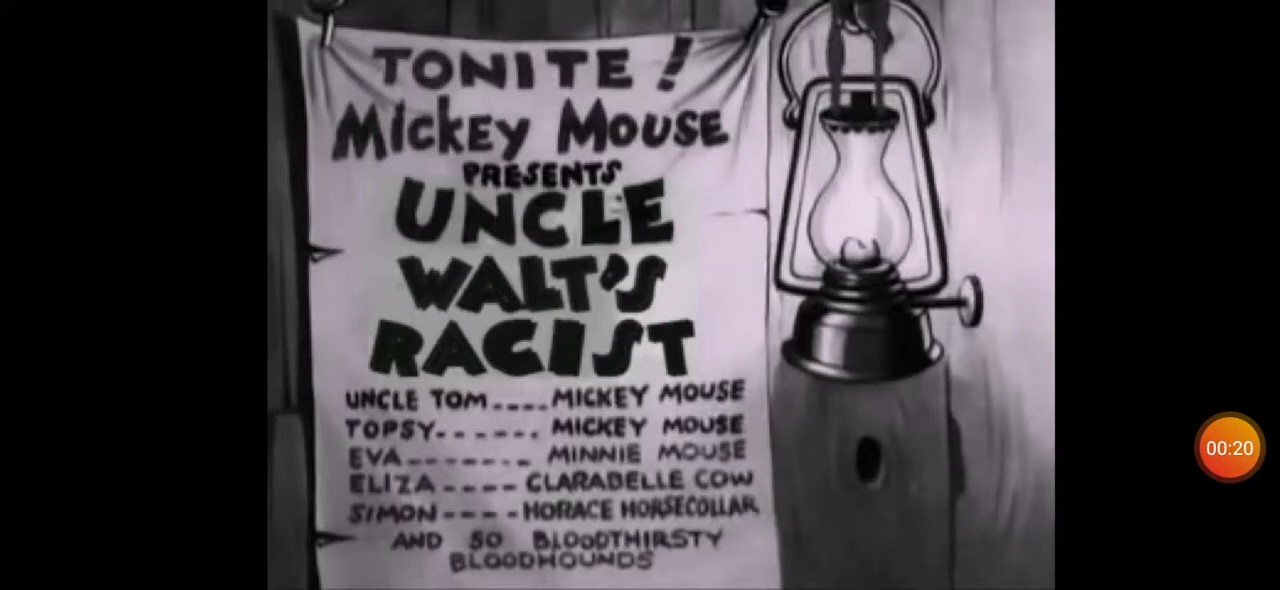 TONITE!
MICKEY MOUSE
PRESENTS
UNCLE
WALT'S
RACIST
UNCLE TOM....MICKEY MOUSE
TOPSY....... MICKEY MOUSE
EVA-------- MINNIE MOUSE
ELIZA ---- CLARABELLE COW
SIMON ---- HORACE HORSECOLLAR
AND 50 BLOODTHIRSTY
BLOODHOUNDS
00:20